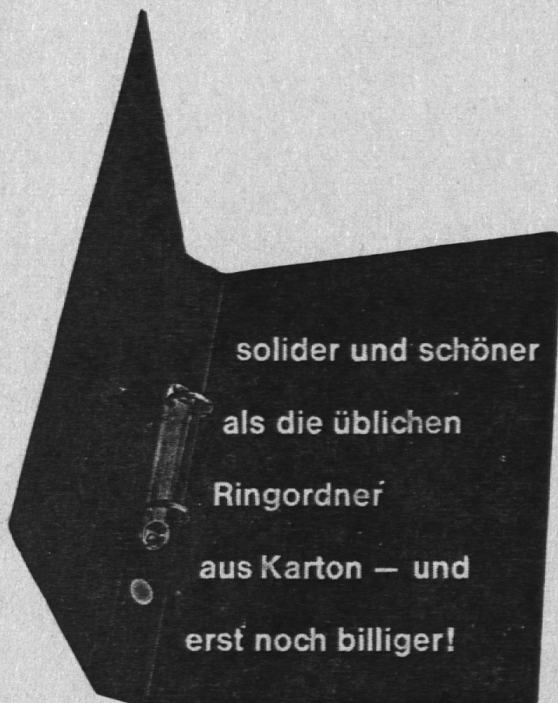 solider und schöner
als die üblichen
Ringordner
aus Karton — und
erst noch billiger!